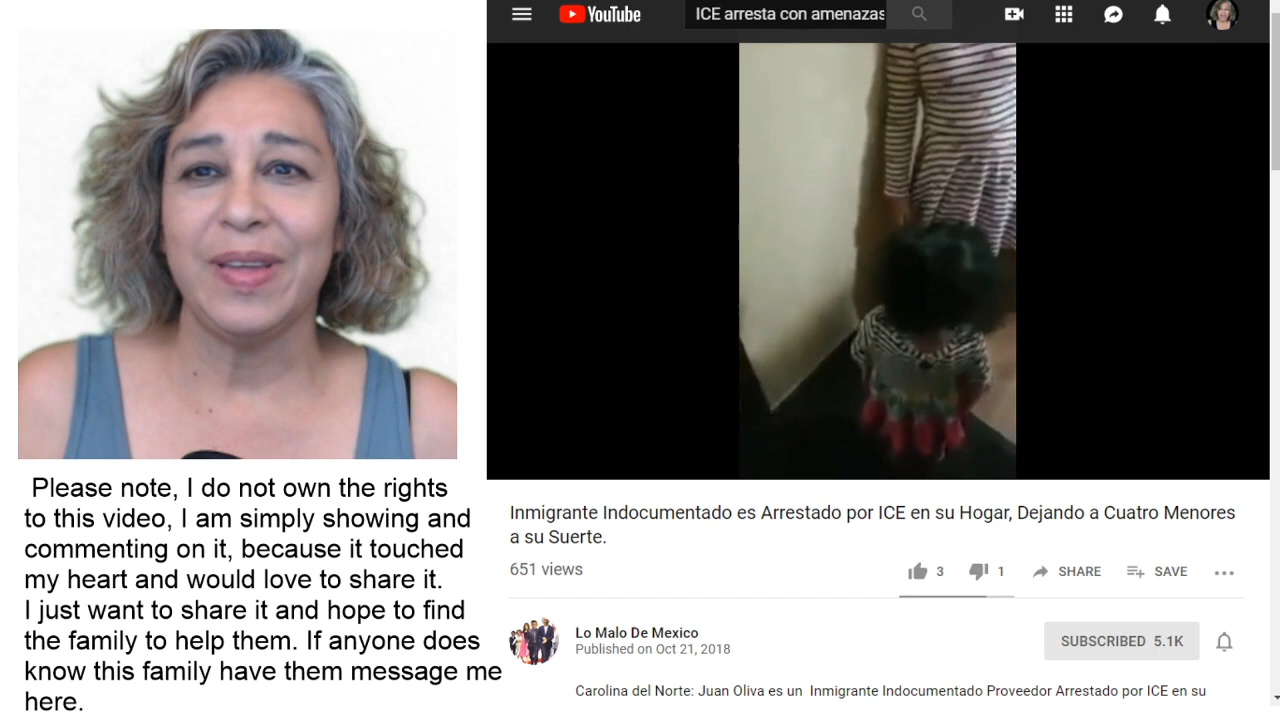 YouTube
ICE arresta con amenazas
Inmigrante Indocumentado es Arrestado por ICE en su Hogar, Dejando a Cuatro Menores
a su Suerte.
651 views
3
1
SHARE
SAVE
Lo Malo De Mexico
Published on Oct 21, 2018
SUBSCRIBED 5.1K
Carolina del Norte: Juan Oliva es un Inmigrante Indocumentado Proveedor Arrestado por ICE en su
Please note, I do not own the rights
to this video, I am simply showing and
commenting on it, because it touched
my heart and would love to share it.
I just want to share it and hope to find
the family to help them. If anyone does
know this family have them message me
here.